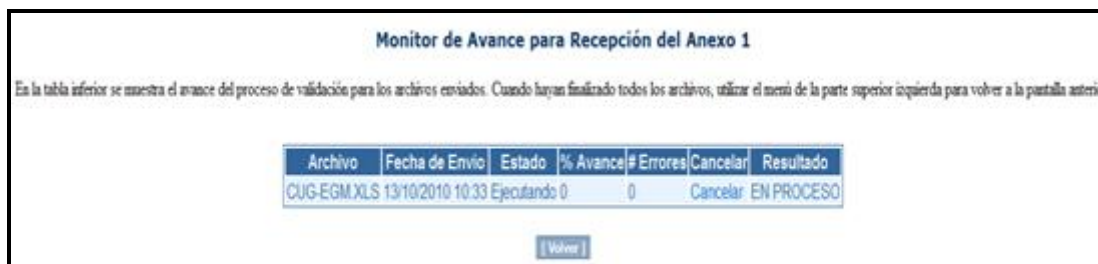 Monitor de Avance para Recepción del Anexo 1
En la tabla inferior se muestra el avance del proceso de validación para los archivos enviados. Cuando hayan finalizado todos los archivos, utilizar el menú de la parte superior izquierda para volver a la pantalla anteri
Archivo Fecha de Envio Estado % Avance # Errores Cancelar Resultado
CUG-EGM.XLS 13/10/2010 10:33 Ejecutando 0 0 Cancelar EN PROCESO
[ Volver ]